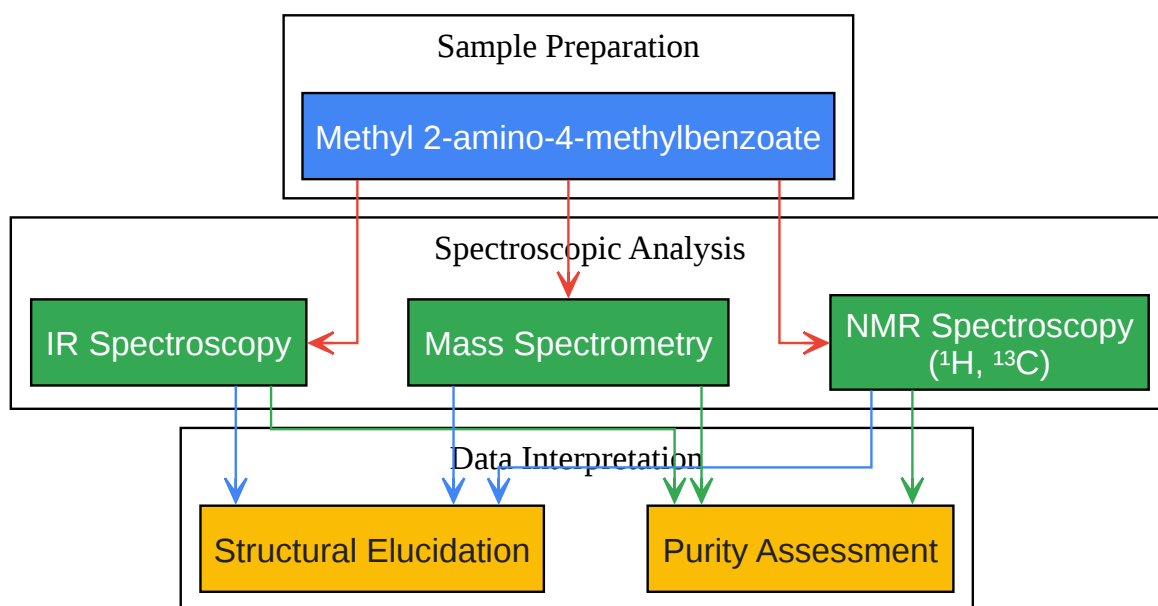 Sample Preparation
Methyl 2-amino-4-methylbenzoate
Spectroscopic Analysis
IR Spectroscopy
Mass Spectrometry
NMR Spectroscopy
(¹H, ¹³C)
Data Interpretation
Structural Elucidation
Purity Assessment